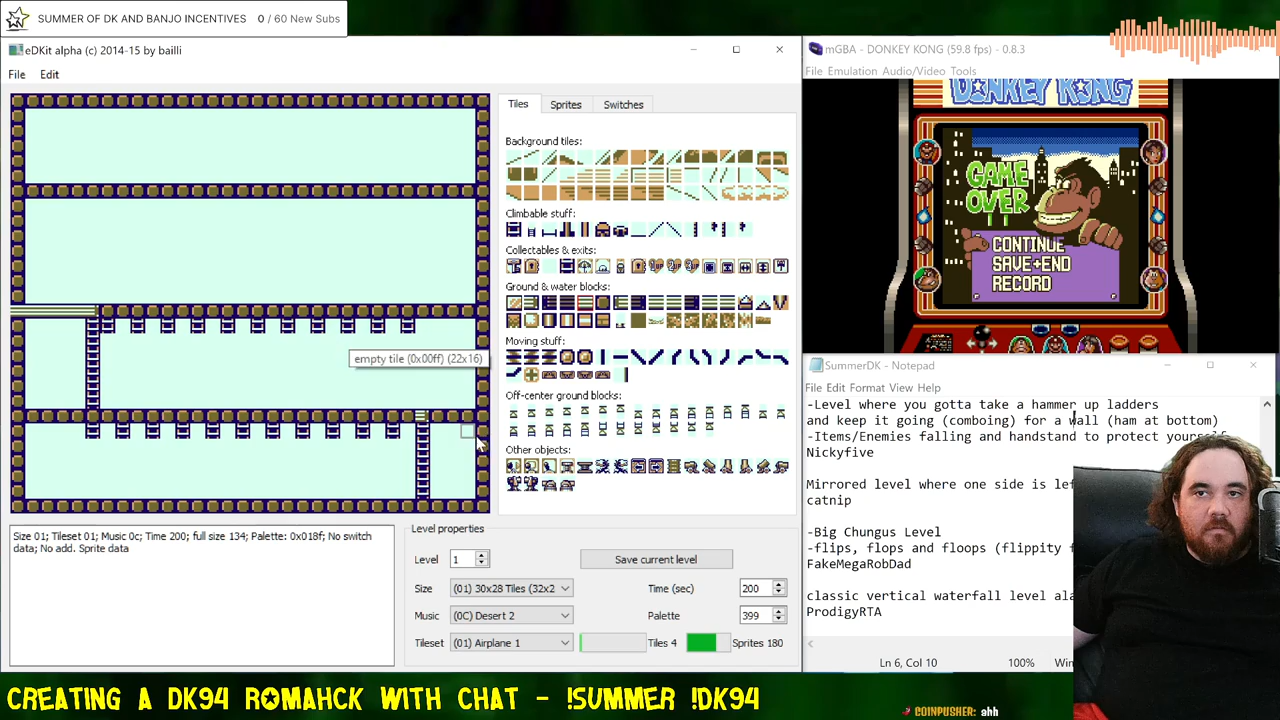 SUMMER OF DK AND BANJO INCENTIVES 0 / 60 New Subs
eDKit alpha (c) 2014-15 by bailli
File Edit
empty tile (0x00ff) (22x16)
Tiles Sprites Switches
Background tiles:
Climbable stuff:
Collectables & exits:
Ground & water blocks:
Moving stuff:
Off-center ground blocks:
Other objects:
Size 01; Tileset 01; Music 0c; Time 200; full size 134; Palette: 0x018f; No switch
data; No add. Sprite data
Level properties
Level 1 Save current level
Size (01) 30x28 Tiles (32x2 Time (sec) 200
Music (0C) Desert 2 Palette 399
Tileset (01) Airplane 1 Tiles 4 Sprites 180
mGBA - DONKEY KONG (59.8 fps) - 0.8.3
File Emulation Audio/Video Tools
DONKEY KONG
GAME
OVER
CONTINUE
SAVE+END
RECORD
SummerDK - Notepad
File Edit Format View Help
-Level where you gotta take a hammer up ladders
and keep it going (comboing) for a wall (ham at bottom)
-Items/Enemies falling and handstand to protect yourself
Nickyfive
Mirrored level where one side is
catnip
-Big Chungus Level
-flips, flops and floops (flippity
FakeMegaRobDad
classic vertical waterfall level
ProdigyRTA
Ln 6, Col 10 100%
CREATING A DK94 ROMAHCK WITH CHAT - !SUMMER !DK94
COINPUSHER: ahh